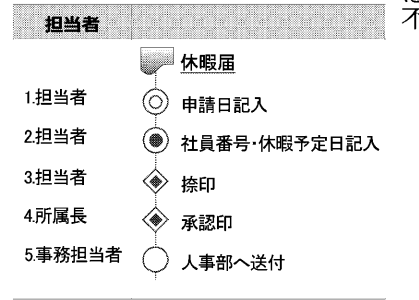 担当者
休暇届
1.担当者
申請日記入
2.担当者
社員番号・休暇予定日記入
3.担当者
捺印
4.所属長
承認印
5.事務担当者
人事部へ送付